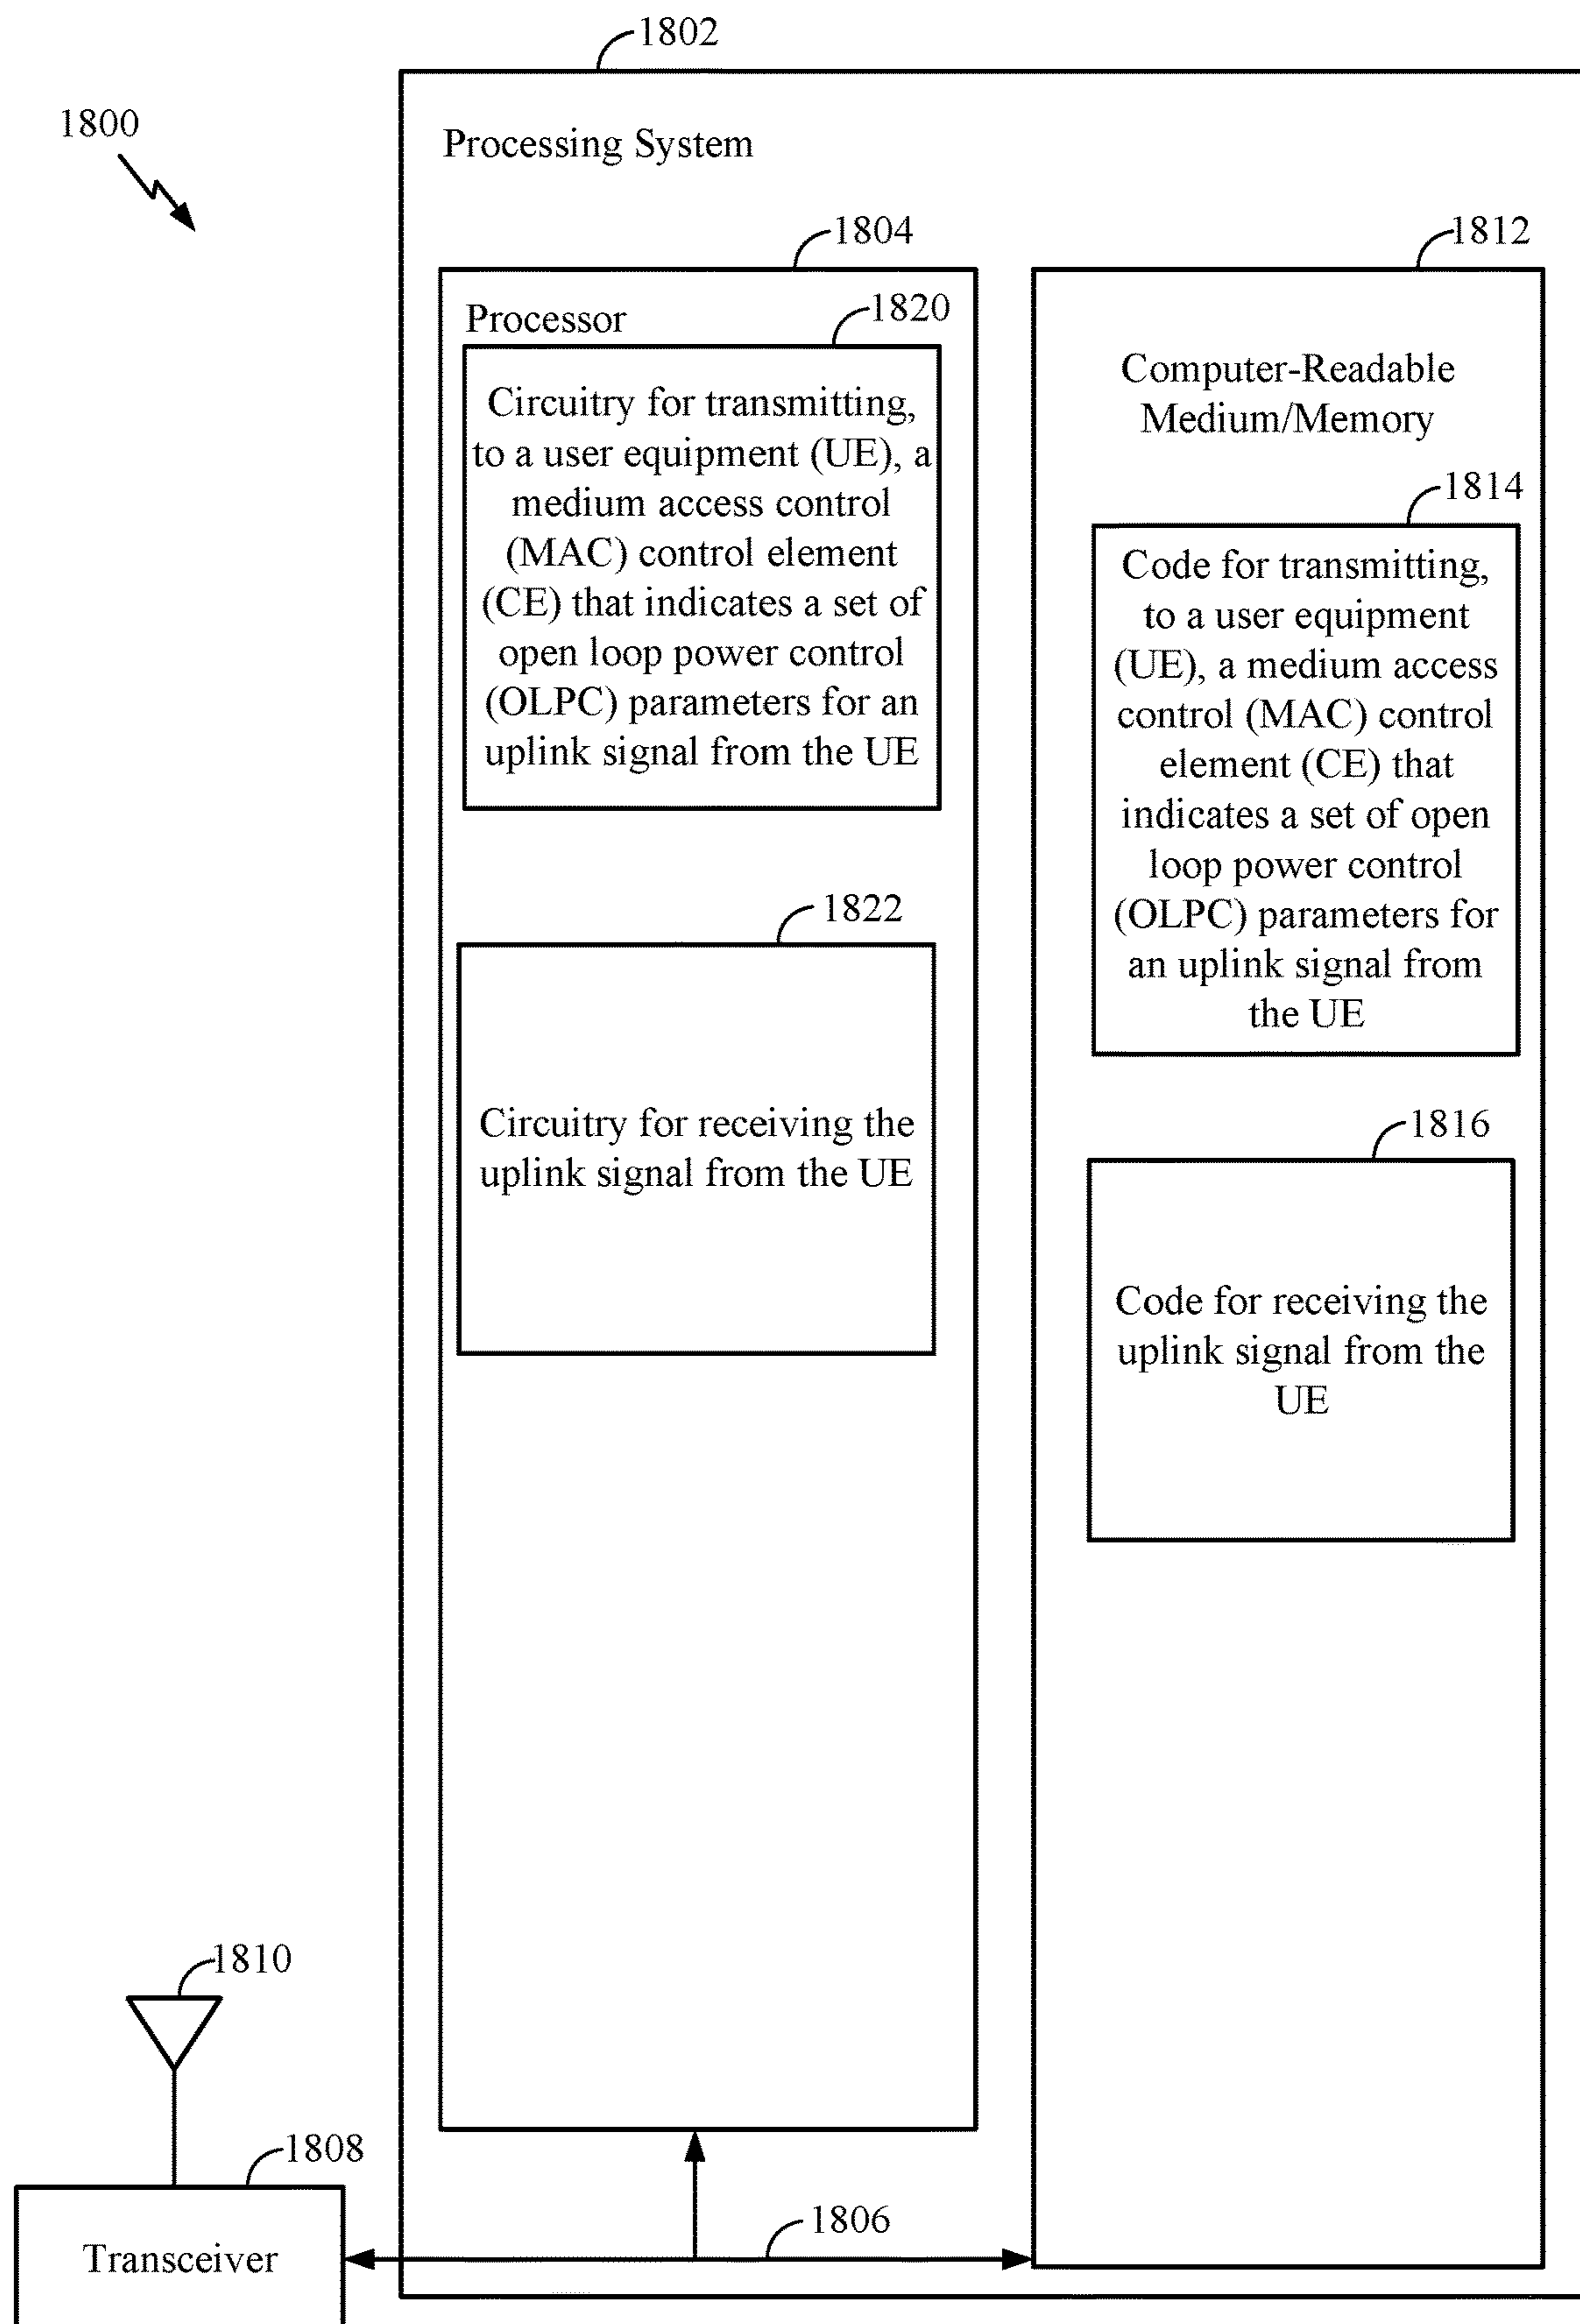 1802
1800
Processing System
1804
1812
Processor
1820
Circuitry for transmitting,
to a user equipment (UE), a
medium access control
(MAC) control element
(CE) that indicates a set of
open loop power control
(OLPC) parameters for an
uplink signal from the UE
Computer-Readable
Medium/Memory
1814
Code for transmitting,
to a user equipment
(UE), a medium access
control (MAC) control
element (CE) that
indicates a set of open
loop power control
(OLPC) parameters for
an uplink signal from
the UE
1822
Circuitry for receiving the
uplink signal from the UE
1816
Code for receiving the
uplink signal from the
UE
1810
1808
Transceiver
1806